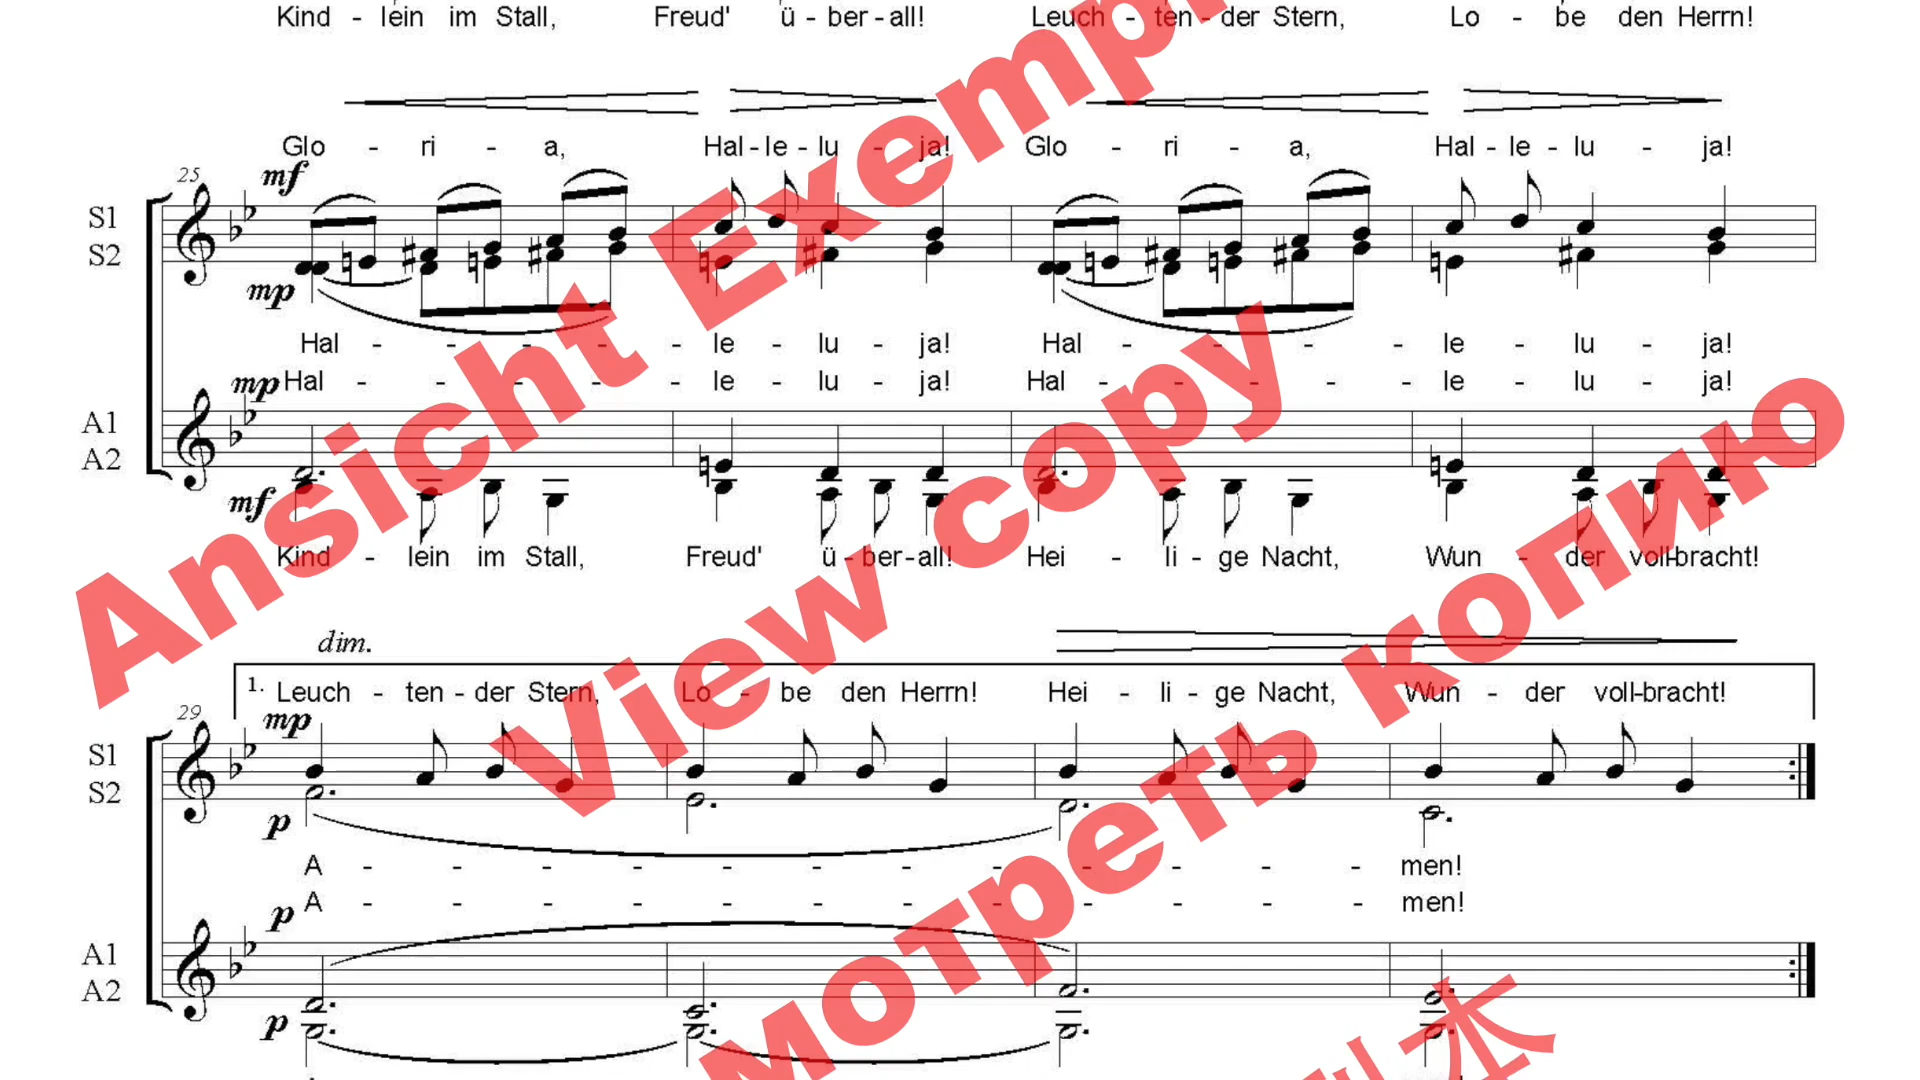 Kind - lein im Stall, Freud' ü - ber - all! Leuch - ten - der Stern, Lo - be den Herrn!
Glo - ri - a, Hal - le - lu - ja! Glo - ri - a, Hal - le - lu - ja!
25
mf
S1
S2
mp
Hal - - - - - le - lu - ja! Hal - - - - le - lu - ja!
mp Hal - - - - - le - lu - ja! Hal - - - - - le - lu - ja!
A1
A2
mf
Kind - lein im Stall, Freud' ü - ber - all! Hei - li - ge Nacht, Wun - der voll-bracht!
dim.
1. Leuch - ten - der Stern, Lo - be den Herrn! Hei - li - ge Nacht, Wun - der voll-bracht!
29
mp
S1
S2
p
A - - - - - - - - - - - - men!
p A - - - - - - - - - - - - men!
A1
A2
p
Ansicht Exemp
View copy
мотреть копию
本